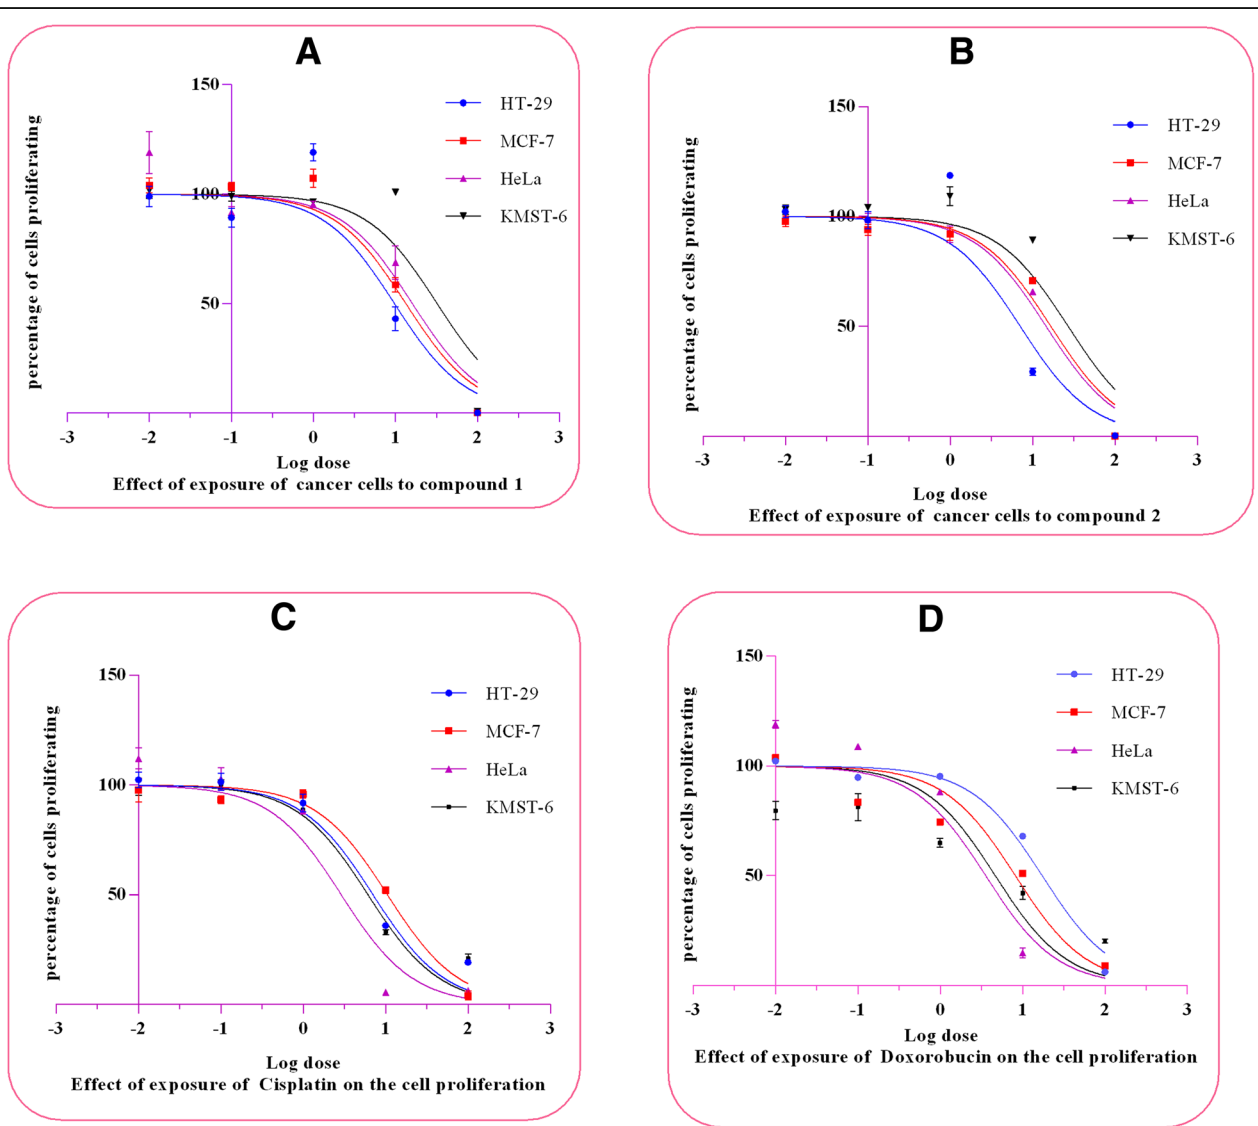 A
percentage of cells proliferating
150
100
50
HT-29
MCF-7
HeLa
KMST-6
-3 -2 -1 0 1 2 3
Log dose
Effect of exposure of cancer cells to compound 1
B
percentage of cells proliferating
150
100
50
HT-29
MCF-7
HeLa
KMST-6
-3 -2 -1 0 1 2 3
Log dose
Effect of exposure of cancer cells to compound 2
C
percentage of cells proliferating
150
100
50
HT-29
MCF-7
HeLa
KMST-6
-3 -2 -1 0 1 2 3
Log dose
Effect of exposure of Cisplatin on the cell proliferation
D
percentage of cells proliferating
150
100
50
HT-29
MCF-7
HeLa
KMST-6
-3 -2 -1 0 1 2 3
Log dose
Effect of exposure of Doxorobucin on the cell proliferation